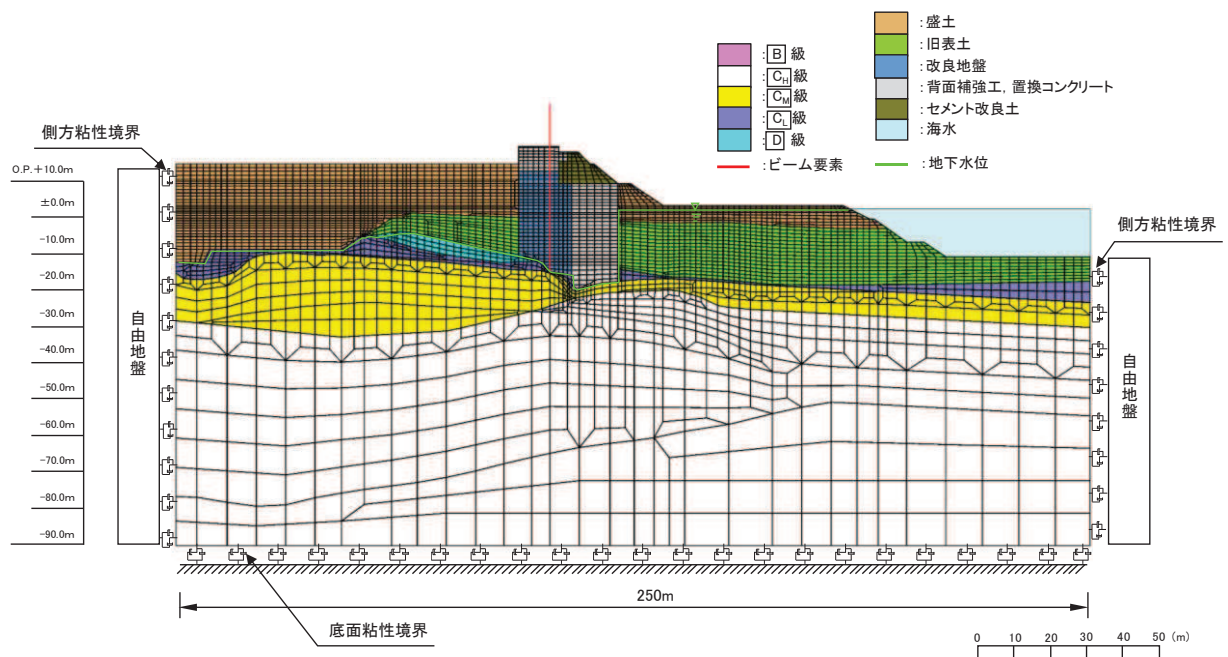 :盛土
:旧表土
:改良地盤
:背面補強工, 置換コンクリート
:セメント改良土
:海水
:地下水位
:B 級
:CH級
:CM級
:CL級
:D 級
:ビーム要素
側方粘性境界
O.P.+10.0m
±0.0m
-10.0m
-20.0m
-30.0m
-40.0m
-50.0m
-60.0m
-70.0m
-80.0m
-90.0m
自由地盤
側方粘性境界
自由地盤
250m
底面粘性境界
0 10 20 30 40 50 (m)